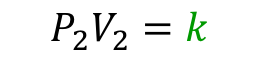 P₂V₂ = k